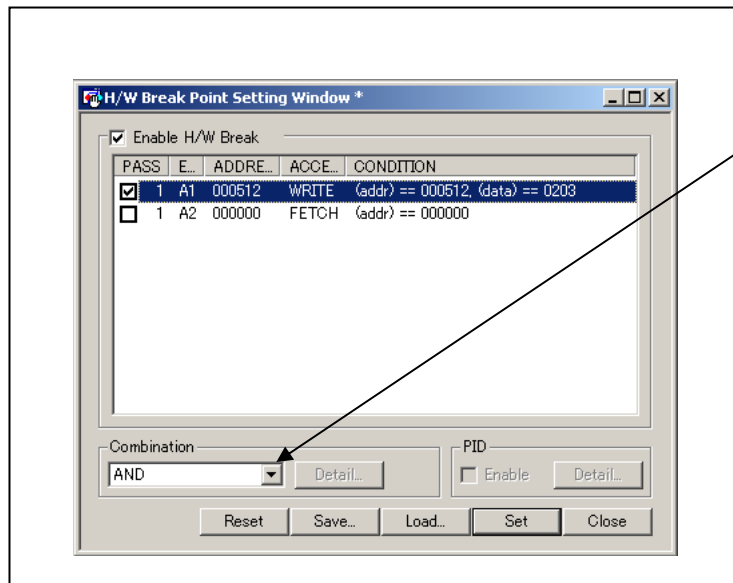 H/W Break Point Setting Window *
Enable H/W Break
PASS E... ADDRE... ACCE... CONDITION
1 A1 000512 WRITE (addr) == 000512, (data) == 0203
1 A2 000000 FETCH (addr) == 000000
Combination
PID
AND Detail... Enable Detail...
Reset Save... Load... Set Close